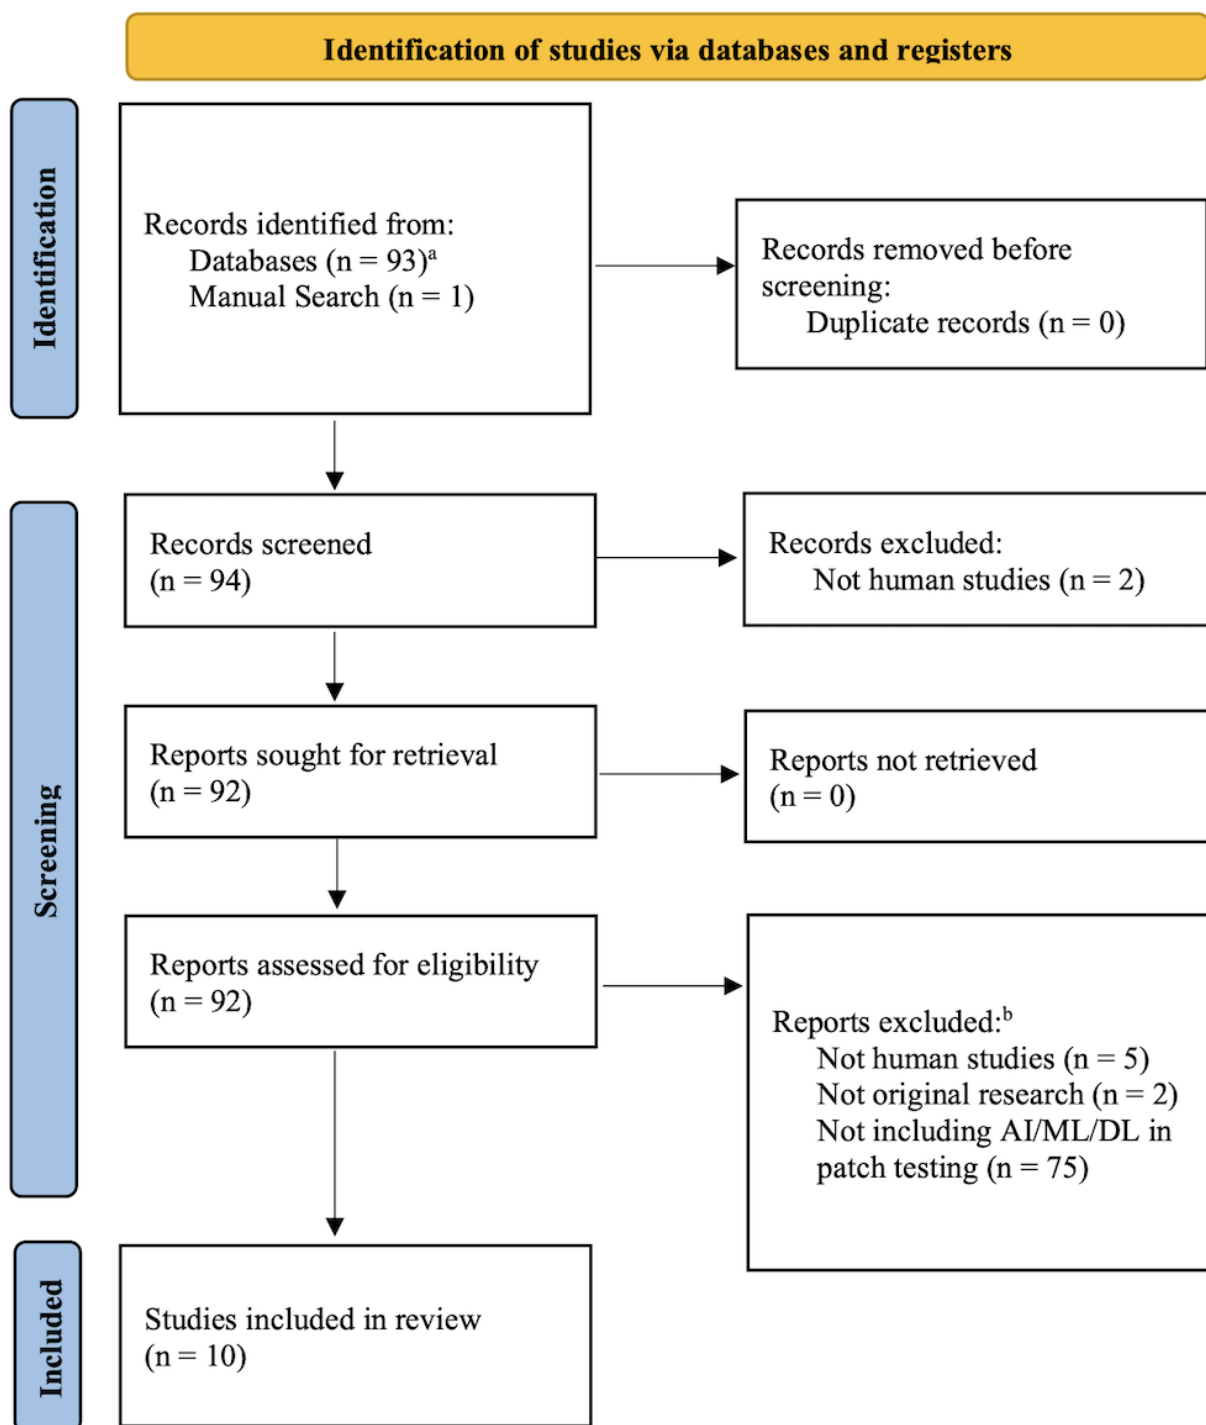 Identification of studies via databases and registers
Identification
Records identified from:
Databases (n = 93)ᵃ
Manual Search (n = 1)
Records removed before
screening:
Duplicate records (n = 0)
Screening
Records screened
(n = 94)
Records excluded:
Not human studies (n = 2)
Reports sought for retrieval
(n = 92)
Reports not retrieved
(n = 0)
Reports assessed for eligibility
(n = 92)
Reports excluded:ᵇ
Not human studies (n = 5)
Not original research (n = 2)
Not including AI/ML/DL in
patch testing (n = 75)
Included
Studies included in review
(n = 10)